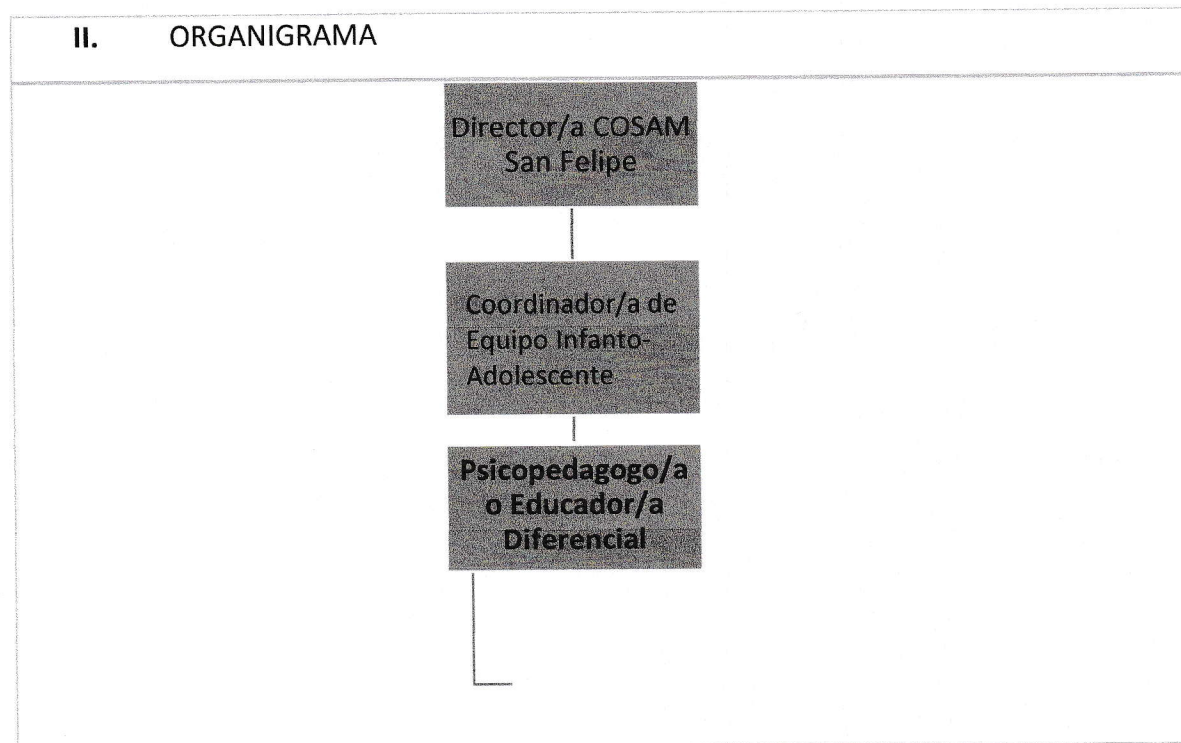 II. ORGANIGRAMA
Director/a COSAM
San Felipe
Coordinador/a de
Equipo Infanto-
Adolescente
Psicopedagogo/a
o Educador/a
Diferencial